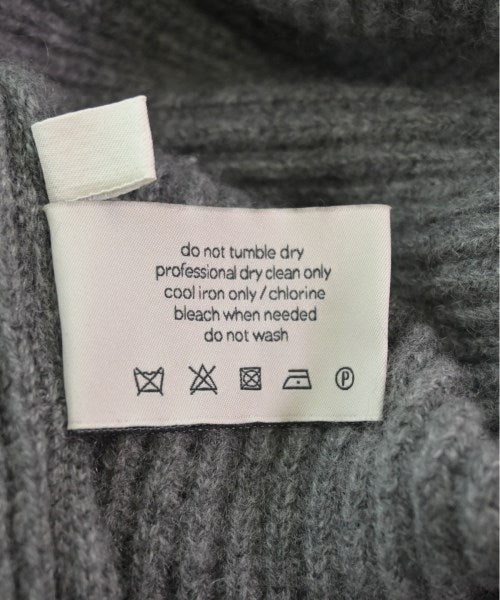 do not tumble dry
professional dry clean only
cool iron only / chlorine
bleach when needed
do not wash
P